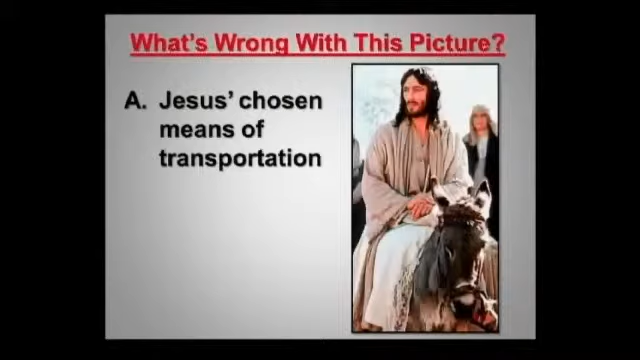 What's Wrong With This Picture?
A. Jesus' chosen
means of
transportation